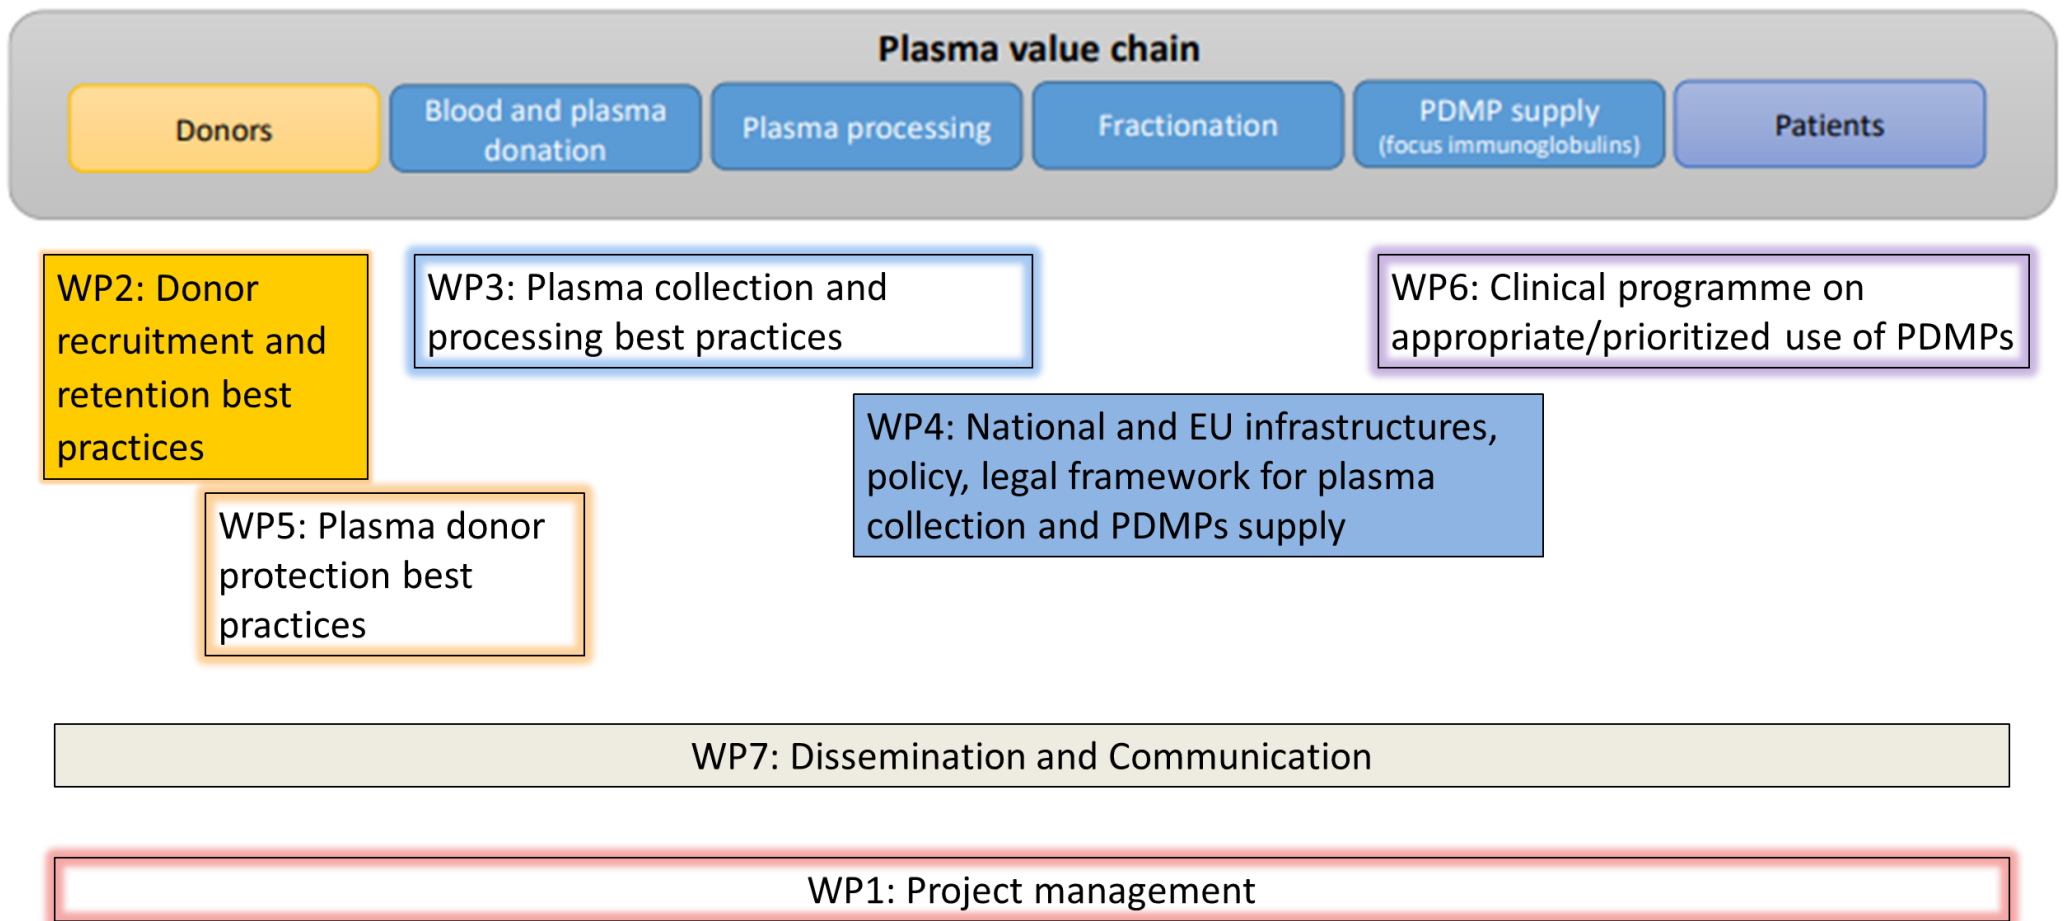 Plasma value chain
Donors
Blood and plasma
donation
Plasma processing
Fractionation
PDMP supply
(focus immunoglobulins)
Patients
WP2: Donor
recruitment and
retention best
practices
WP3: Plasma collection and
processing best practices
WP6: Clinical programme on
appropriate/prioritized use of PDMPs
WP4: National and EU infrastructures,
policy, legal framework for plasma
collection and PDMPs supply
WP5: Plasma donor
protection best
practices
WP7: Dissemination and Communication
WP1: Project management